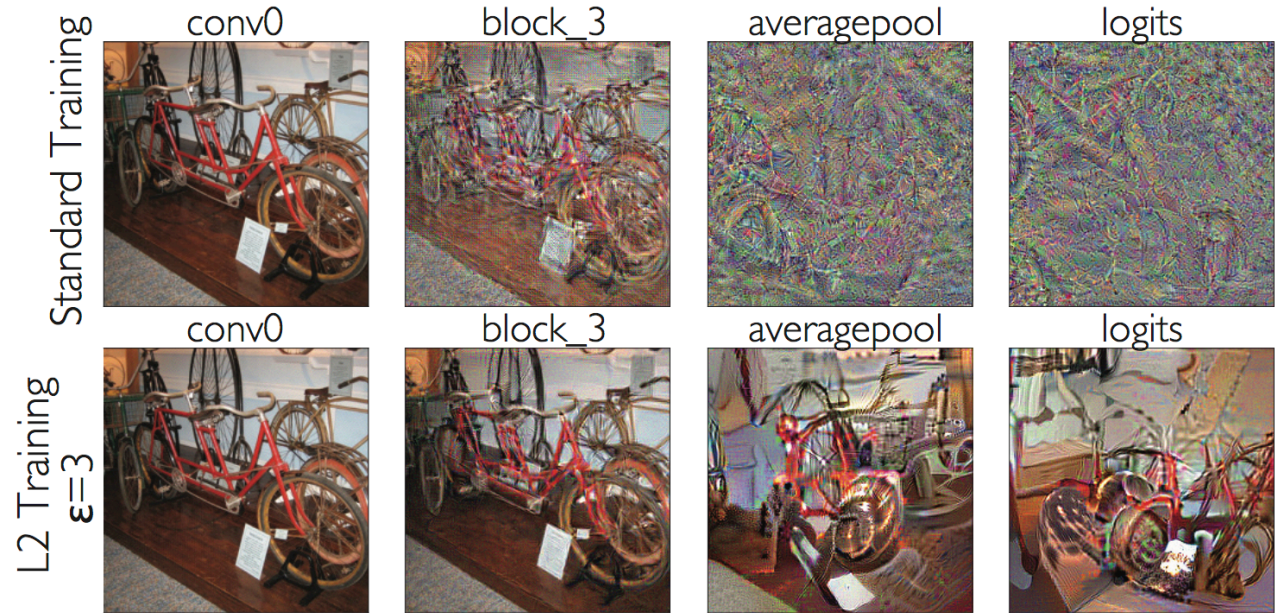 conv0
block_3
averagepool
logits
Standard Training
conv0
block_3
averagepool
logits
L2 Training
ε=3